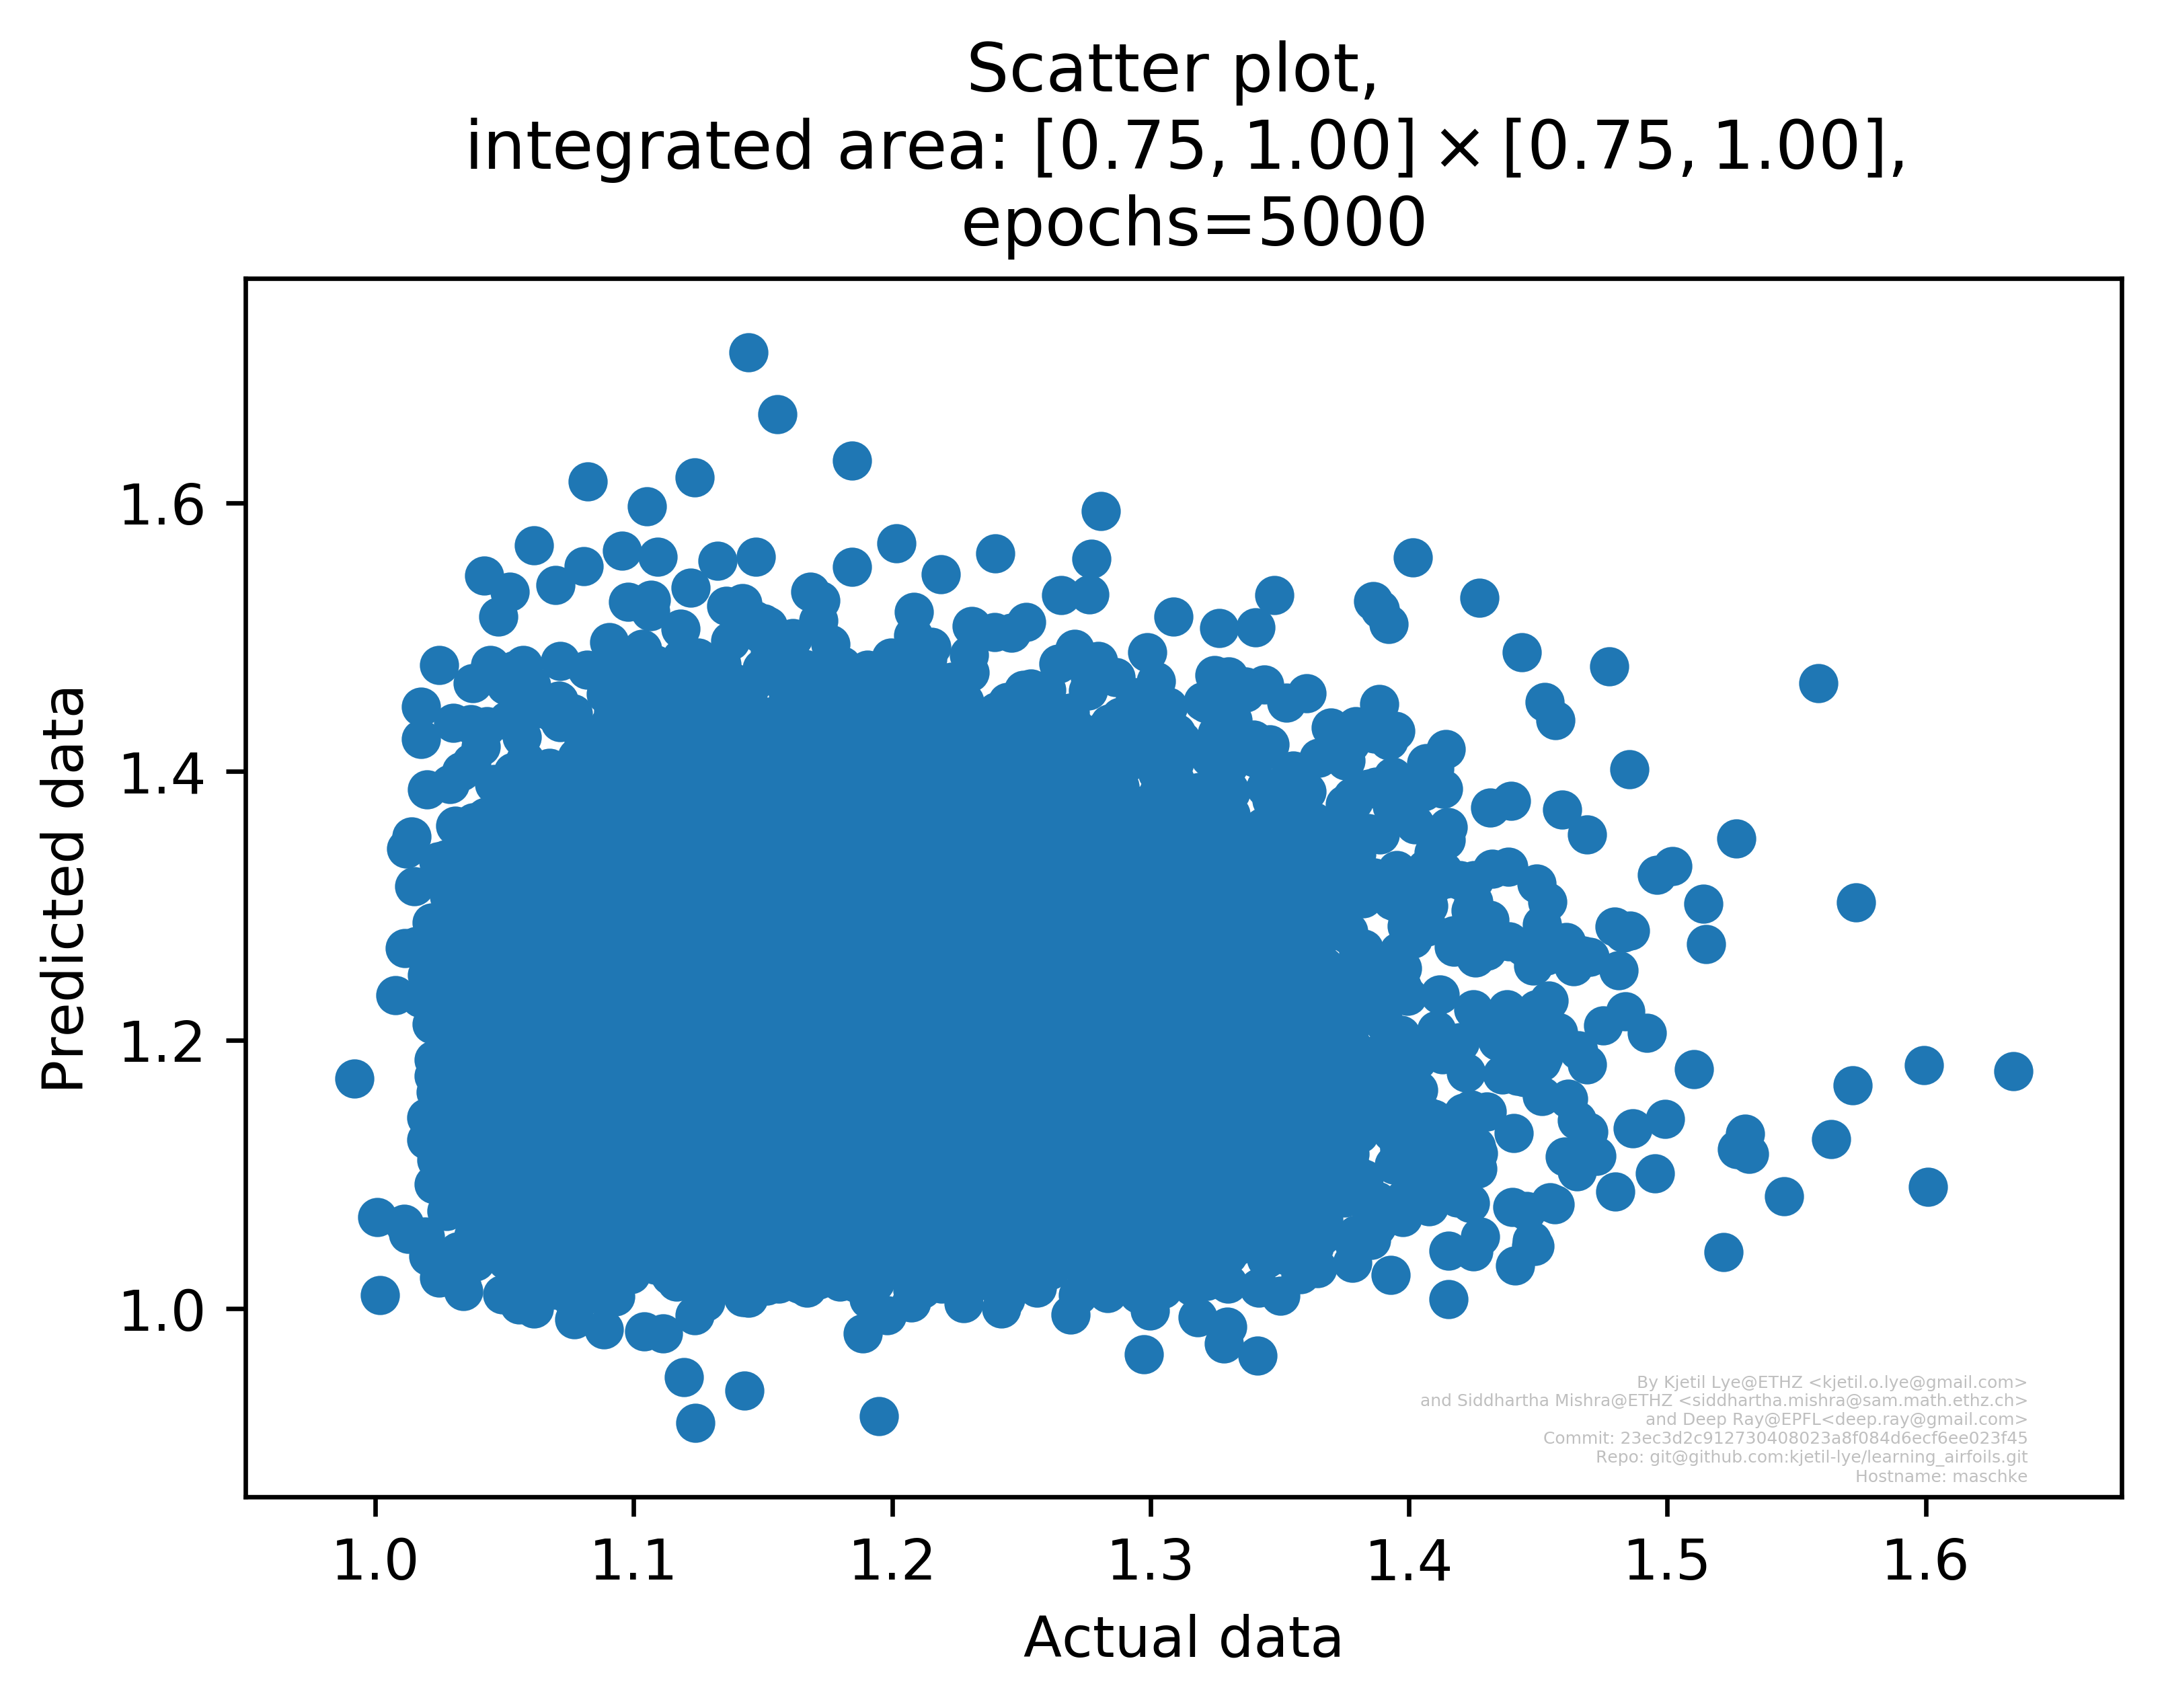 Scatter plot,
integrated area: [0.75, 1.00] × [0.75, 1.00],
epochs=5000
Predicted data
1.6
1.4
1.2
1.0
By Kjetil Lye@ETHZ <kjetil.o.lye@gmail.com>
and Siddhartha Mishra@ETHZ <siddhartha.mishra@sam.math.ethz.ch>
and Deep Ray@EPFL<deep.ray@gmail.com>
Commit: 23ec3d2c912730408023a8f084d6ecf6ee023f45
Repo: git@github.com:kjetil-lye/learning_airfoils.git
Hostname: maschke
1.0 1.1 1.2 1.3 1.4 1.5 1.6
Actual data